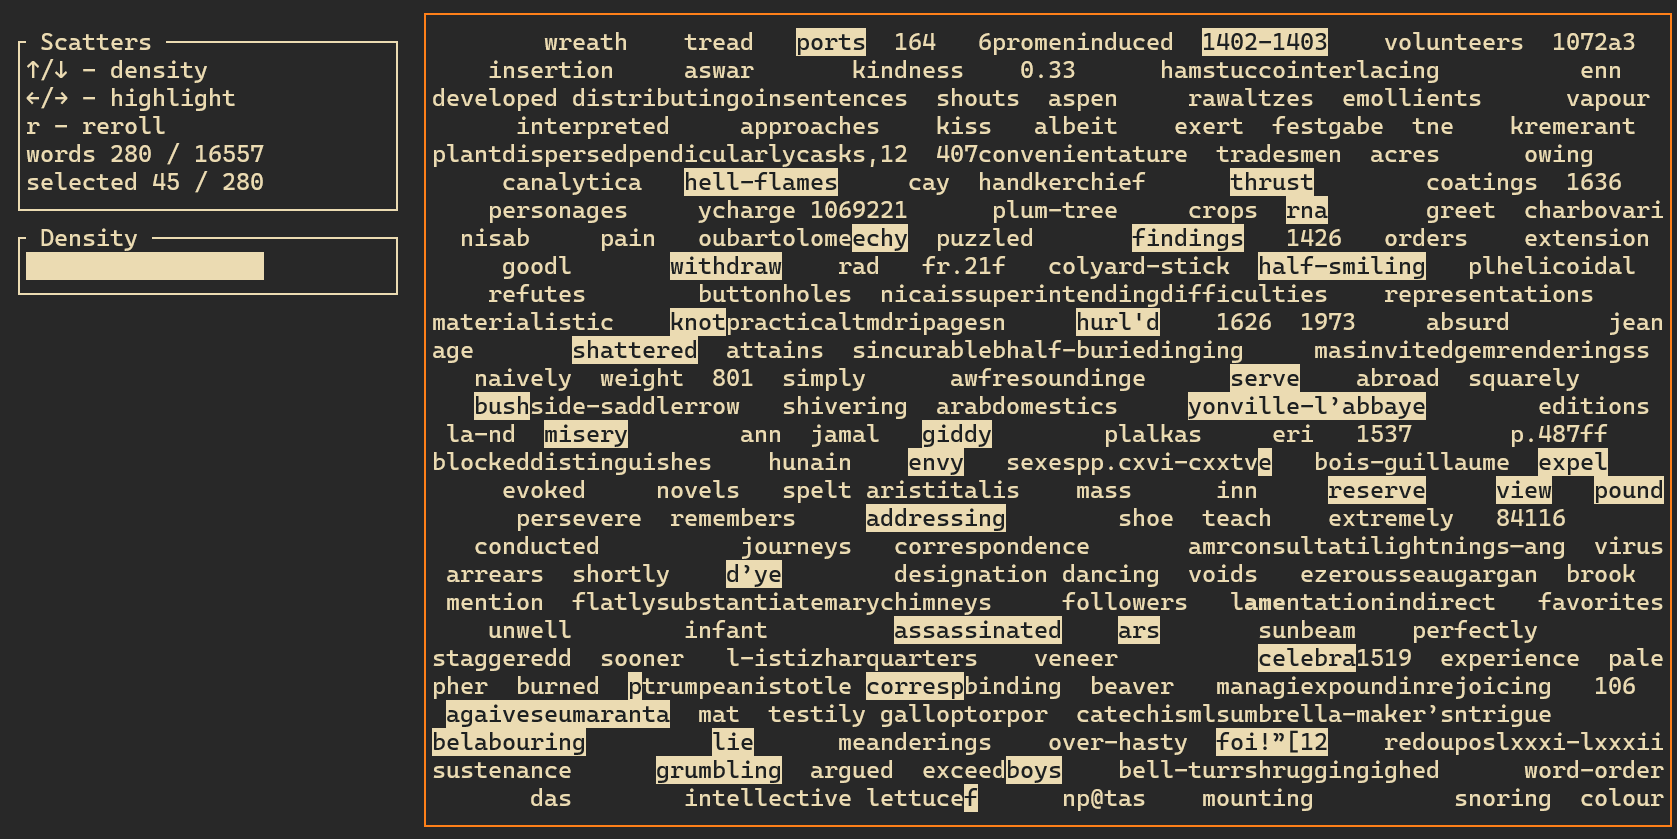 Scatters
↑/↓ - density
←/→ - highlight
r - reroll
words 280 / 16557
selected 45 / 280
Density
wreath tread ports 164 6promeninduced 1402-1403 volunteers 1072a3
insertion aswar kindness 0.33 hamstuccointerlacing enn
developed distributingoinsentences shouts aspen rawaltzes emollients vapour
interpreted approaches kiss albeit exert festgabe tne kremerant
plantdispersedpendicularlycasks,12 407convenientature tradesmen acres owing
canalytica hell-flames cay handkerchief thrust coatings 1636
personages ycharge 1069221 plum-tree crops rna greet charbovari
nisab pain oubartolomeechy puzzled findings 1426 orders extension
goodl withdraw rad fr.21f colyard-stick half-smiling plhelicoidal
refutes buttonholes nicaissuperintendingdifficulties representations
materialistic knotpracticaltmdripagesn hurl'd 1626 1973 absurd jean
age shattered attains sincurablebhalf-buriedinging masinvitedgemrenderingss
naively weight 801 simply awfresoundinge serve abroad squarely
bushside-saddlerrow shivering arabdomestics yonville-l’abbaye editions
la-nd misery ann jamal giddy plalkas eri 1537 p.487ff
blockeddistinguishes hunain envy sexespp.cxvi-cxxtve bois-guillaume expel
evoked novels spelt aristitalis mass inn reserve view pound
persevere remembers addressing shoe teach extremely 84116
conducted journeys correspondence amrconsultatilightnings-ang virus
arrears shortly d’ye designation dancing voids ezerousseaugargan brook
mention flatlysubstantiatemarychimneys followers lamentationindirect favorites
unwell infant assassinated ars sunbeam perfectly
staggeredd sooner l-istizharquarters veneer celebra1519 experience pale
pher burned ptrumpeanistotle correspbinding beaver managiexpoundinrejoicing 106
agaiveseumaranta mat testily galloptorpor catechismlsumbrella-maker’sntrigue
belabouring lie meanderings over-hasty foi!”[12 redouposlxxxi-lxxxii
sustenance grumbling argued exceedboys bell-turrshruggingighed word-order
das intellective lettucef np@tas mounting snoring colour